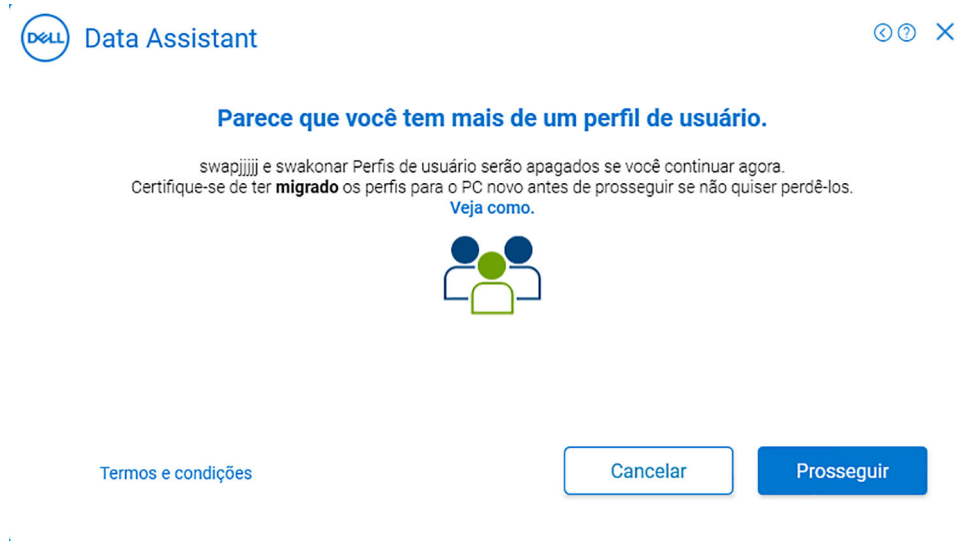 DELL Data Assistant
Parece que você tem mais de um perfil de usuário.
swapjjjjj e swakonar Perfis de usuário serão apagados se você continuar agora.
Certifique-se de ter migrado os perfis para o PC novo antes de prosseguir se não quiser perdê-los.
Veja como.
Termos e condições
Cancelar
Prosseguir